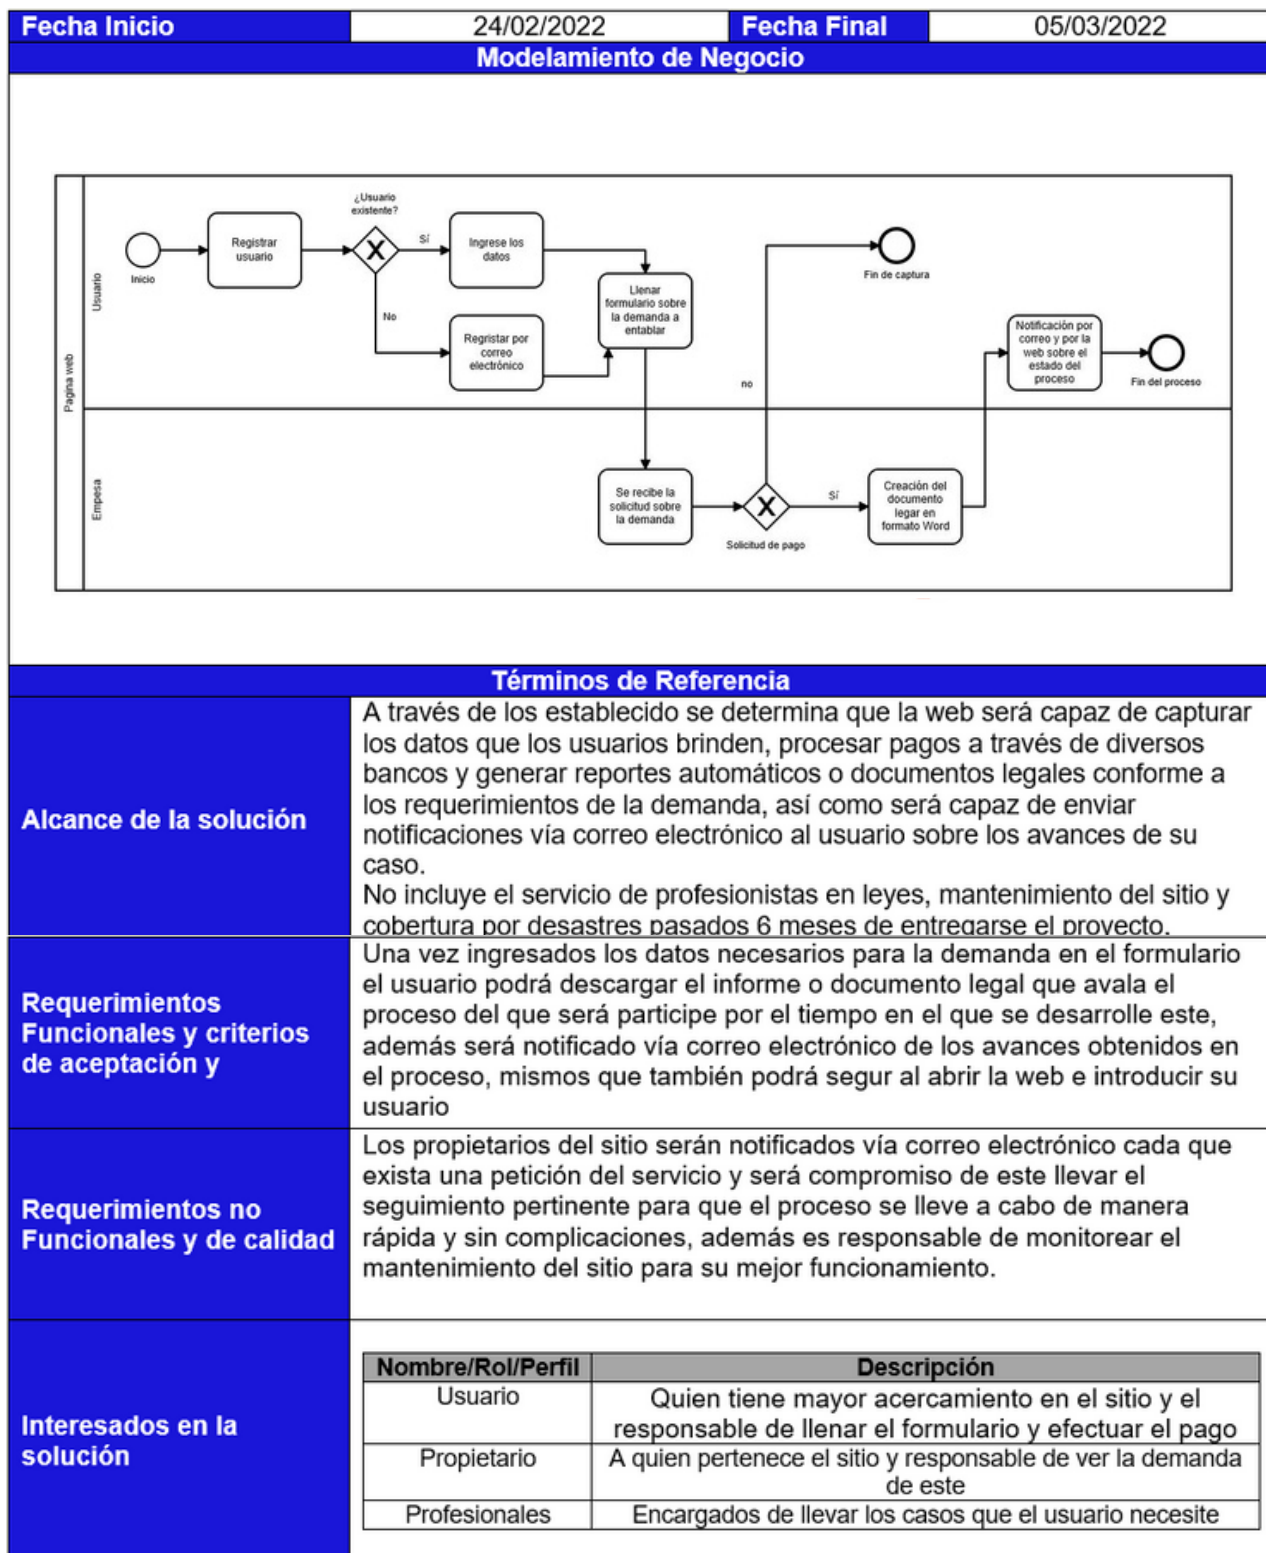 Fecha Inicio 24/02/2022 Fecha Final 05/03/2022
Modelamiento de Negocio
Pagina web
Usuario
Inicio
Registrar
usuario
¿Usuario
existente?
Sí
No
Ingrese los
datos
Regristar por
correo
electrónico
Llenar
formulario sobre
la demanda a
entablar
Fin de captura
no
Notificación por
correo y por la
web sobre el
estado del
proceso
Fin del proceso
Empesa
Se recibe la
solicitud sobre
la demanda
Solicitud de pago
Sí
Creación del
documento
legar en
formato Word
Términos de Referencia
Alcance de la solución
A través de los establecido se determina que la web será capaz de capturar
los datos que los usuarios brinden, procesar pagos a través de diversos
bancos y generar reportes automáticos o documentos legales conforme a
los requerimientos de la demanda, así como será capaz de enviar
notificaciones vía correo electrónico al usuario sobre los avances de su
caso.
No incluye el servicio de profesionistas en leyes, mantenimiento del sitio y
cobertura por desastres pasados 6 meses de entregarse el proyecto.
Requerimientos
Funcionales y criterios
de aceptación y
Una vez ingresados los datos necesarios para la demanda en el formulario
el usuario podrá descargar el informe o documento legal que avala el
proceso del que será participe por el tiempo en el que se desarrolle este,
además será notificado vía correo electrónico de los avances obtenidos en
el proceso, mismos que también podrá segur al abrir la web e introducir su
usuario
Requerimientos no
Funcionales y de calidad
Los propietarios del sitio serán notificados vía correo electrónico cada que
exista una petición del servicio y será compromiso de este llevar el
seguimiento pertinente para que el proceso se lleve a cabo de manera
rápida y sin complicaciones, además es responsable de monitorear el
mantenimiento del sitio para su mejor funcionamiento.
Interesados en la
solución
Nombre/Rol/Perfil Descripción
Usuario Quien tiene mayor acercamiento en el sitio y el
responsable de llenar el formulario y efectuar el pago
Propietario A quien pertenece el sitio y responsable de ver la demanda
de este
Profesionales Encargados de llevar los casos que el usuario necesite